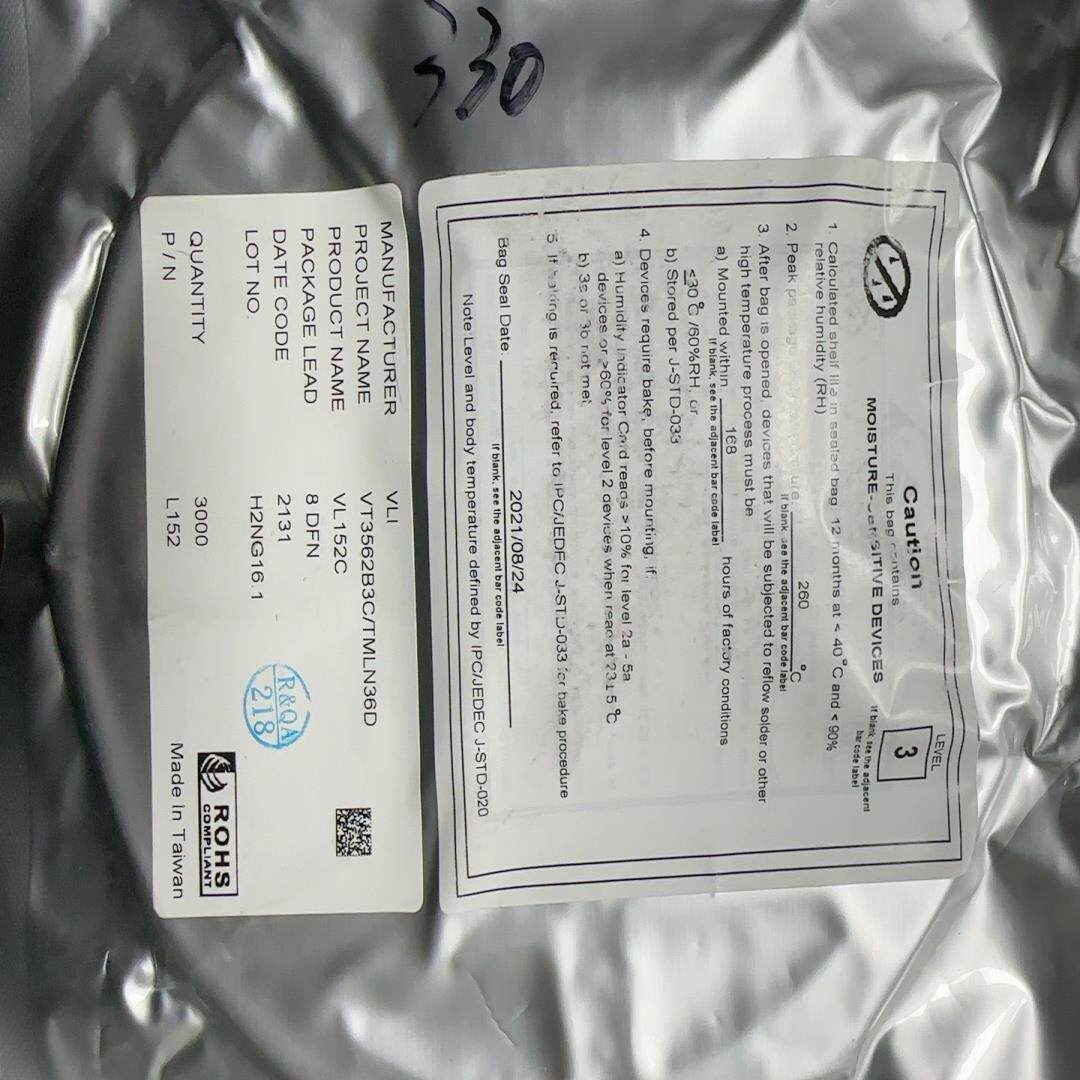 330
Caution
This bag contains
MOISTURE-SENSITIVE DEVICES
LEVEL
3
If blank, see the adjacent
bar code label
1. Calculated shelf life in sealed bag: 12 months at < 40°C and < 90%
relative humidity (RH)
2. Peak package 260 °C
If blank see the adjacent bar code label
3. After bag is opened, devices that will be subjected to reflow solder or other
high temperature process must be
a) Mounted within 168 hours of factory conditions
If blank, see the adjacent bar code label
≤30°C /60%RH, or
b) Stored per J-STD-033
4. Devices require bake, before mounting, if:
a) Humidity Indicator Card reads >10% for level 2a - 5a
devices or >60% for level 2 devices when read at 23± 5 °C
b) 3a or 3b not met.
5. If baking is required, refer to IPC/JEDEC J-STD-033 for bake procedure
Bag Seal Date: 2021/08/24
If blank, see the adjacent bar code label
Note:Level and body temperature defined by IPC/JEDEC J-STD-020
MANUFACTURER VLI
PROJECT NAME VT3562B3C/TMLN36D
PRODUCT NAME VL152C
PACKAGE LEAD 8 DFN
DATE CODE 2131
LOT NO. H2NG16.1
R&QA
218
QUANTITY 3000
P / N L152
ROHS
COMPLIANT
Made In Taiwan